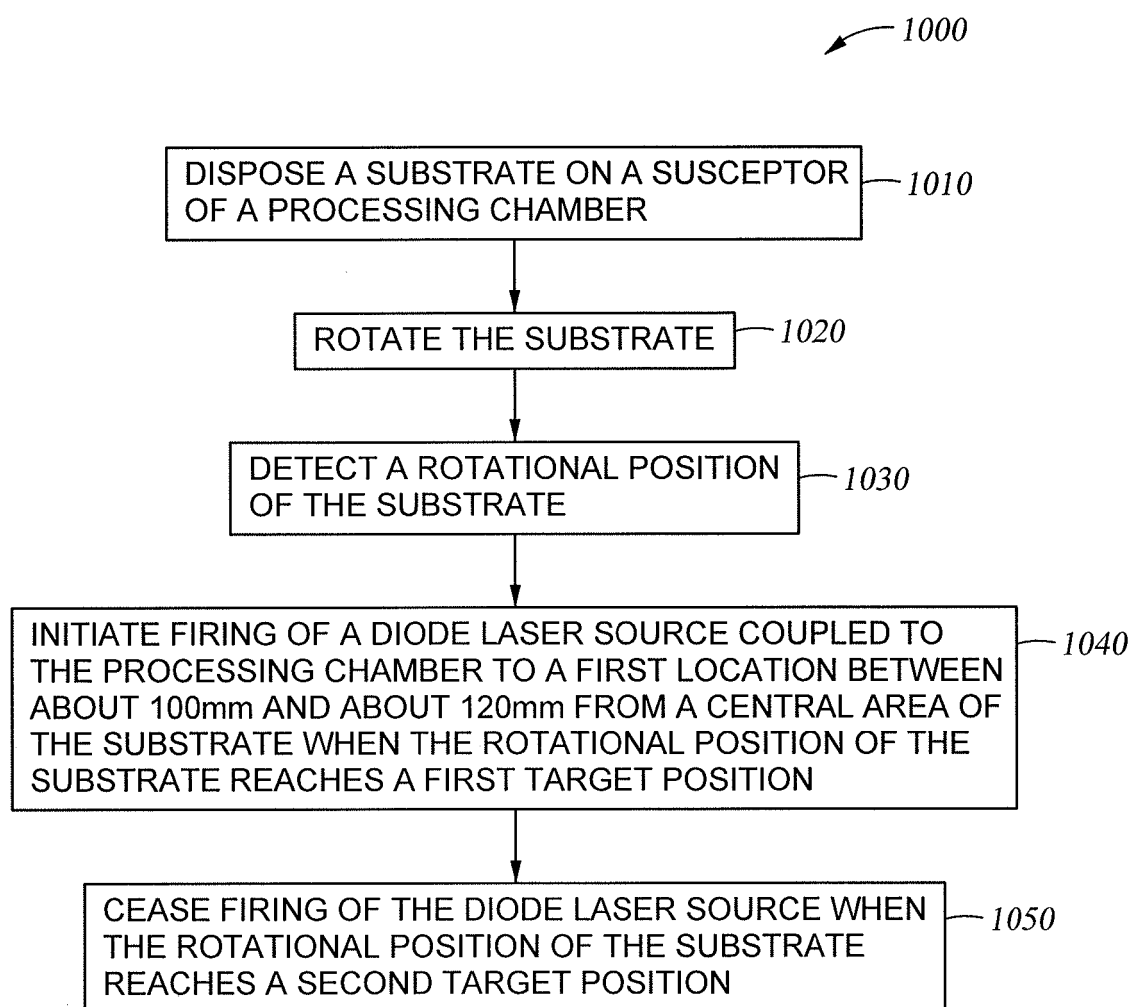 1000
DISPOSE A SUBSTRATE ON A SUSCEPTOR
OF A PROCESSING CHAMBER
1010
ROTATE THE SUBSTRATE
1020
DETECT A ROTATIONAL POSITION
OF THE SUBSTRATE
1030
INITIATE FIRING OF A DIODE LASER SOURCE COUPLED TO
THE PROCESSING CHAMBER TO A FIRST LOCATION BETWEEN
ABOUT 100mm AND ABOUT 120mm FROM A CENTRAL AREA OF
THE SUBSTRATE WHEN THE ROTATIONAL POSITION OF THE
SUBSTRATE REACHES A FIRST TARGET POSITION
1040
CEASE FIRING OF THE DIODE LASER SOURCE WHEN
THE ROTATIONAL POSITION OF THE SUBSTRATE
REACHES A SECOND TARGET POSITION
1050